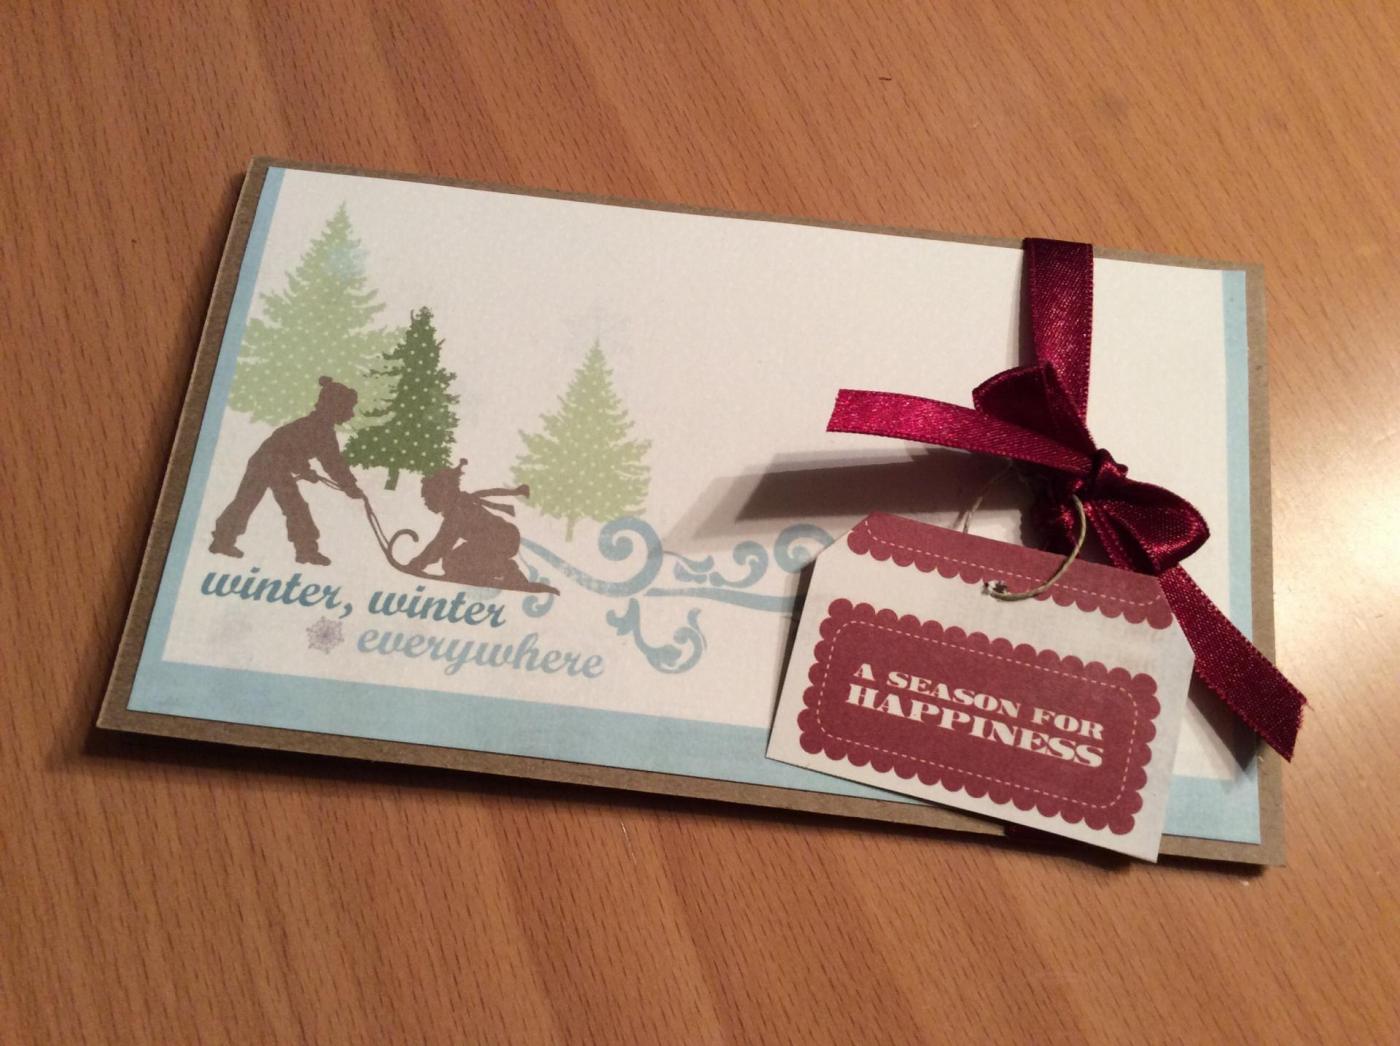 winter, winter
everywhere
A SEASON FOR
HAPPINESS